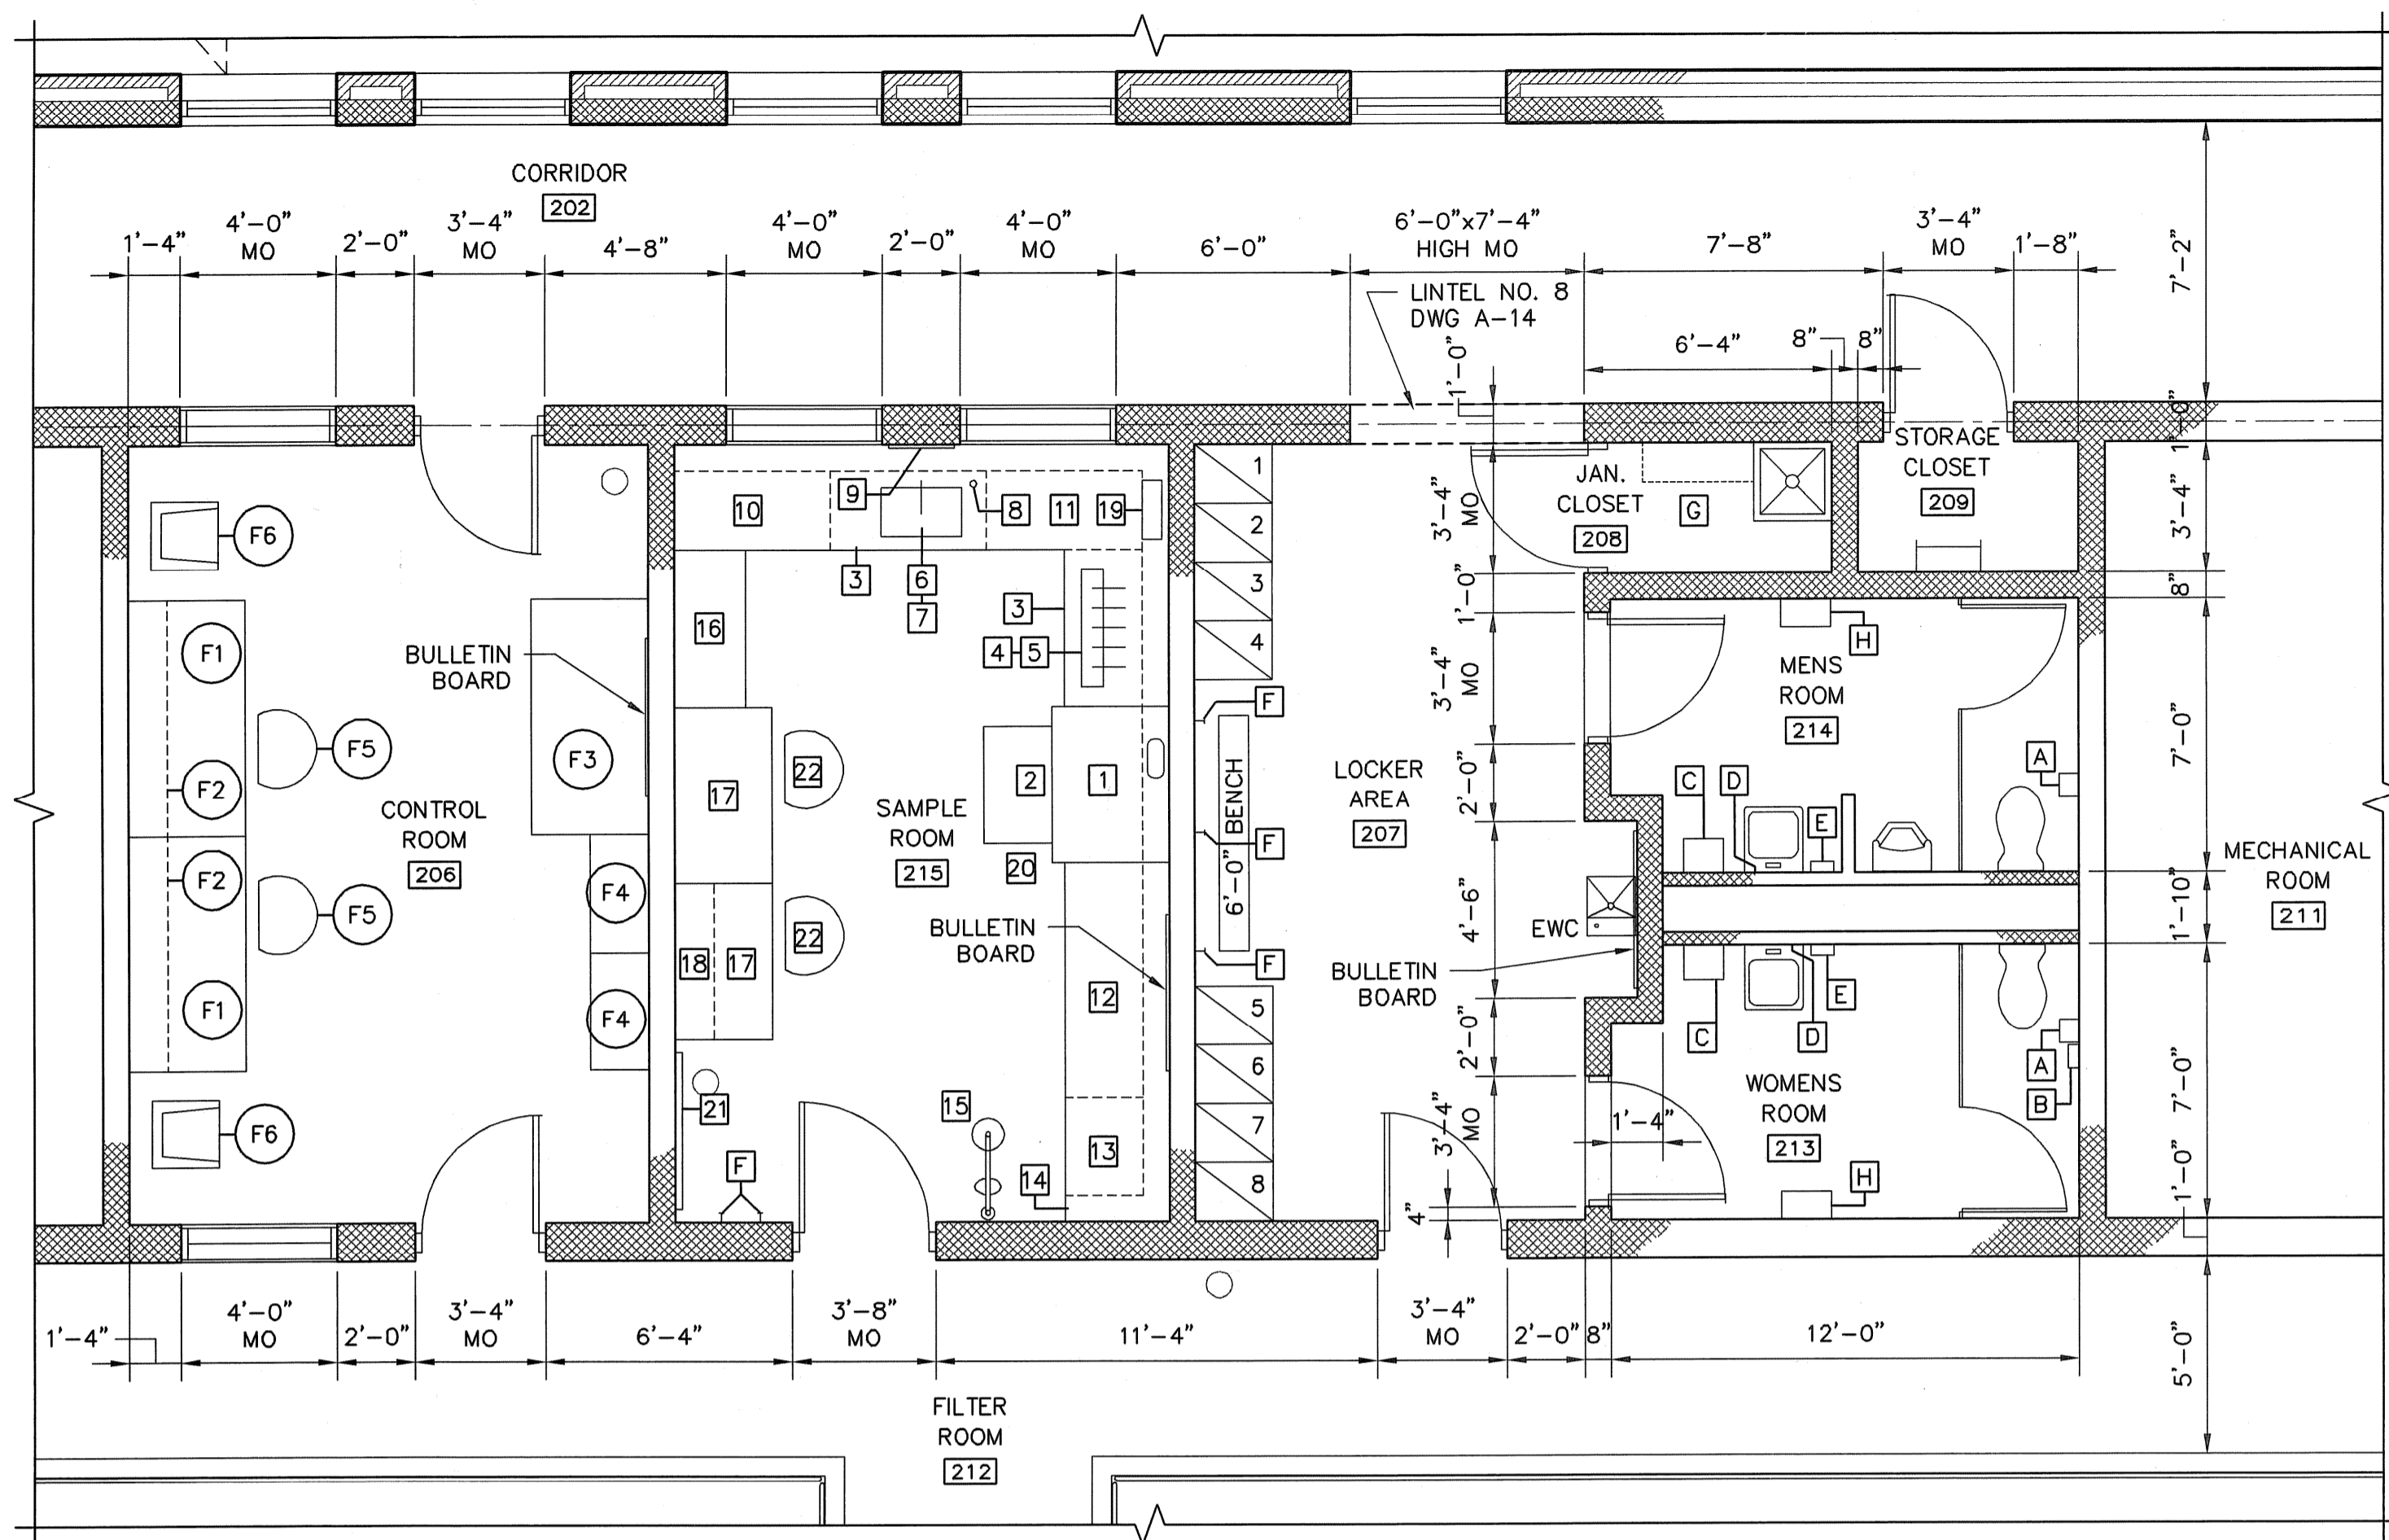 CORRIDOR
202
1'-4"
4'-0"
MO
2'-0"
3'-4"
MO
4'-8"
4'-0"
MO
2'-0"
4'-0"
MO
6'-0"
6'-0"x7'-4"
HIGH MO
7'-8"
3'-4"
MO
1'-8"
7'-2"
LINTEL NO. 8
DWG A-14
6'-4"
8"
8"
1'-0"
1'-0"
STORAGE
CLOSET
209
JAN.
CLOSET
208
G
3'-4"
MO
3'-4"
F6
10
9
8
11
19
1
2
3
4
3
6
7
3
4
5
16
1'-0"
8"
F1
BULLETIN
BOARD
H
MENS
ROOM
214
3'-4"
MO
7'-0"
F
F5
F3
F2
CONTROL
ROOM
206
17
22
SAMPLE
ROOM
215
2
1
20
6'-0" BENCH
F
LOCKER
AREA
207
2'-0"
C
D
E
A
MECHANICAL
ROOM
211
F2
F5
F4
22
18
17
BULLETIN
BOARD
F
EWC
BULLETIN
BOARD
4'-6"
1'-10"
F1
F4
12
5
6
7
8
C
D
E
A
B
2'-0"
WOMENS
ROOM
213
7'-0"
21
15
F6
F
13
14
3'-4"
MO
1'-4"
4"
H
1'-0"
1'-4"
4'-0"
MO
2'-0"
3'-4"
MO
6'-4"
3'-8"
MO
11'-4"
3'-4"
MO
2'-0"
8"
12'-0"
5'-0"
FILTER
ROOM
212